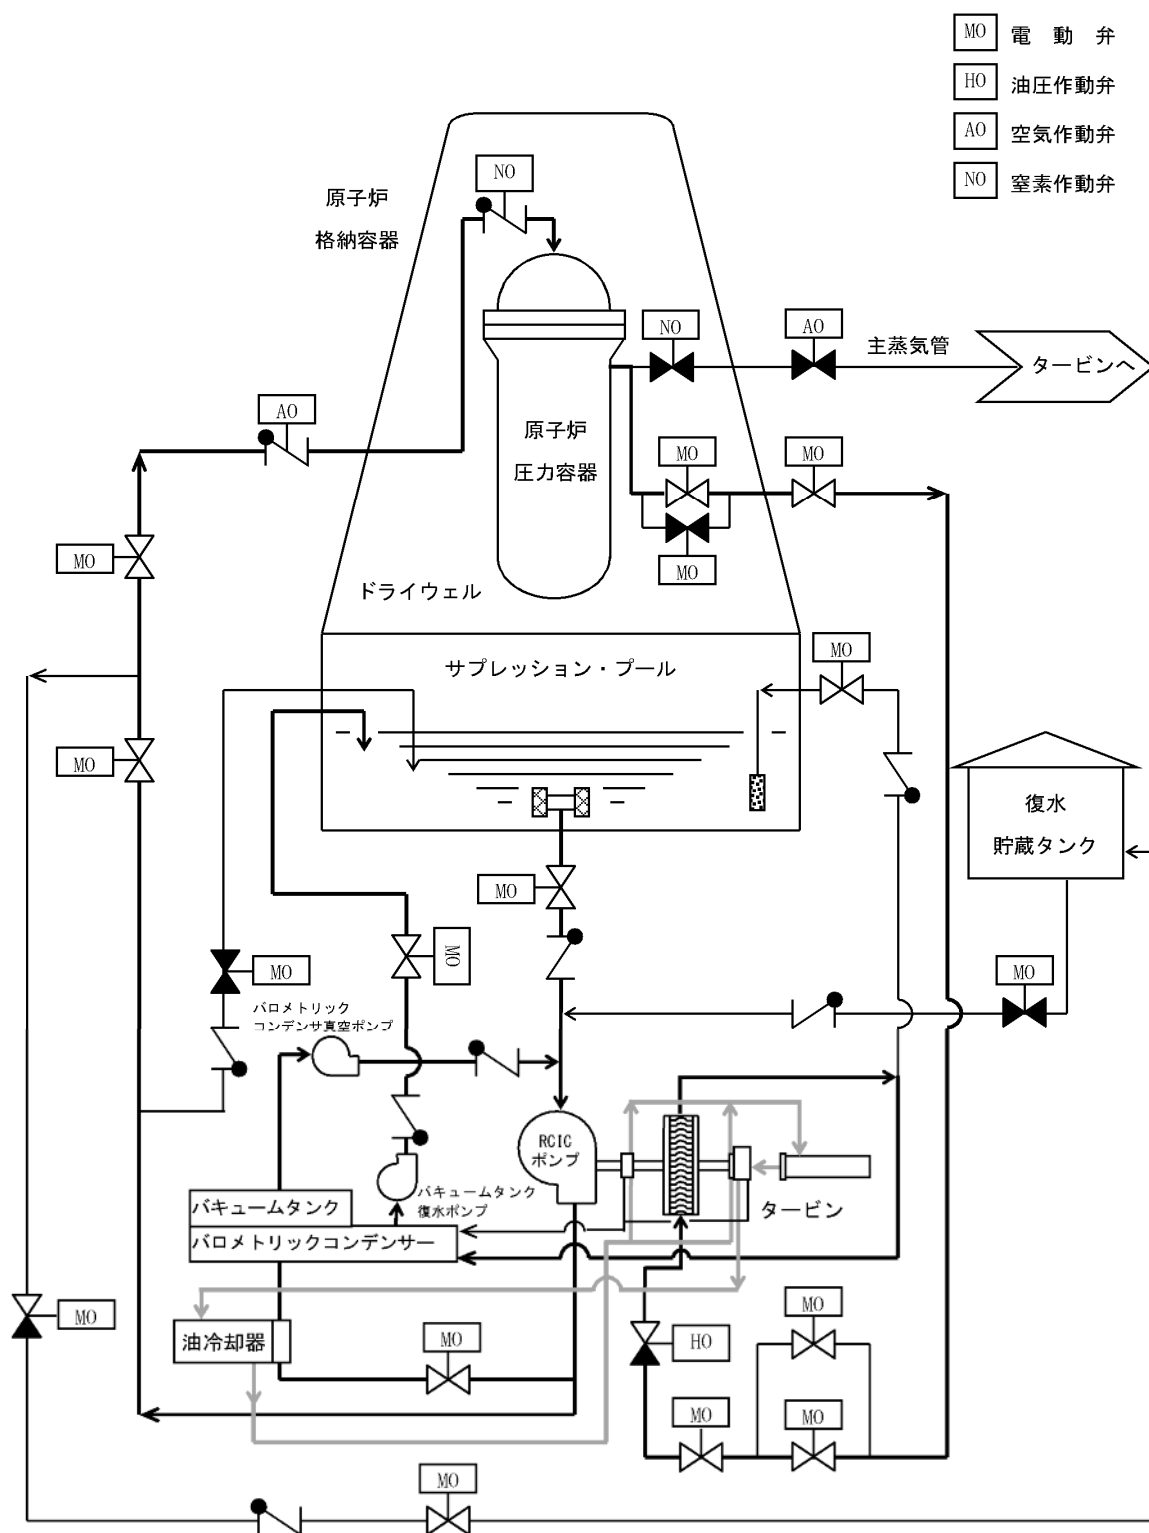 MO 電 動 弁
HO 油圧作動弁
AO 空気作動弁
NO 窒素作動弁
NO
原子炉
格納容器
NO
AO
主蒸気管
タービンへ
AO
原子炉
圧力容器
MO
MO
MO
MO
ドライウェル
MO
サプレッション・プール
MO
復水
貯蔵タンク
MO
MO
MO
MO
バロメトリック
コンデンサ真空ポンプ
RCIC
ポンプ
バキュームタンク
復水ポンプ
バキュームタンク
タービン
バロメトリックコンデンサー
MO
MO
油冷却器
MO
HO
MO
MO
MO